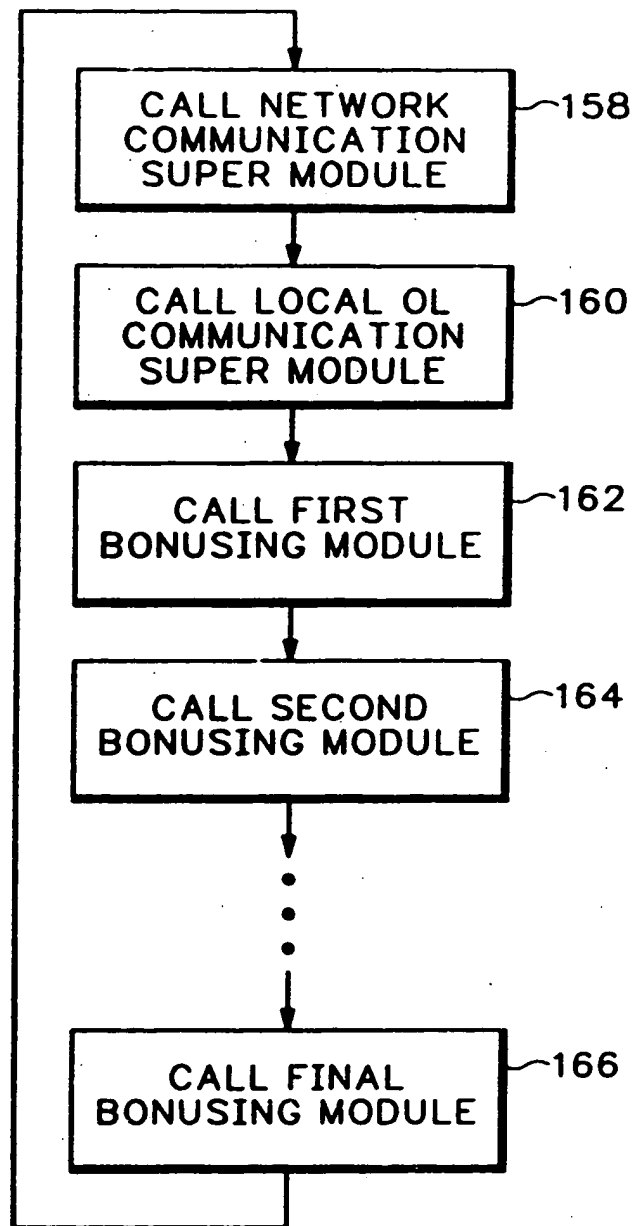 CALL NETWORK
COMMUNICATION
SUPER MODULE
158
CALL LOCAL OL
COMMUNICATION
SUPER MODULE
160
CALL FIRST
BONUSING MODULE
162
CALL SECOND
BONUSING MODULE
164
CALL FINAL
BONUSING MODULE
166